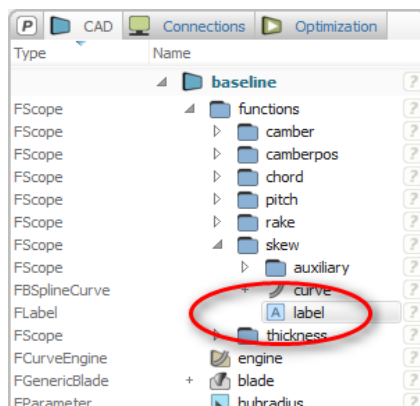 P CAD Connections Optimization
Type Name
baseline ?
FScope functions ?
FScope camber ?
FScope camberpos ?
FScope chord ?
FScope pitch ?
FScope rake ?
FScope skew ?
FScope auxiliary ?
FBSplineCurve + curve ?
FLabel A label ?
FScope thickness ?
FCurveEngine engine ?
FGenericBlade + blade ?
FParameter hubradius ?